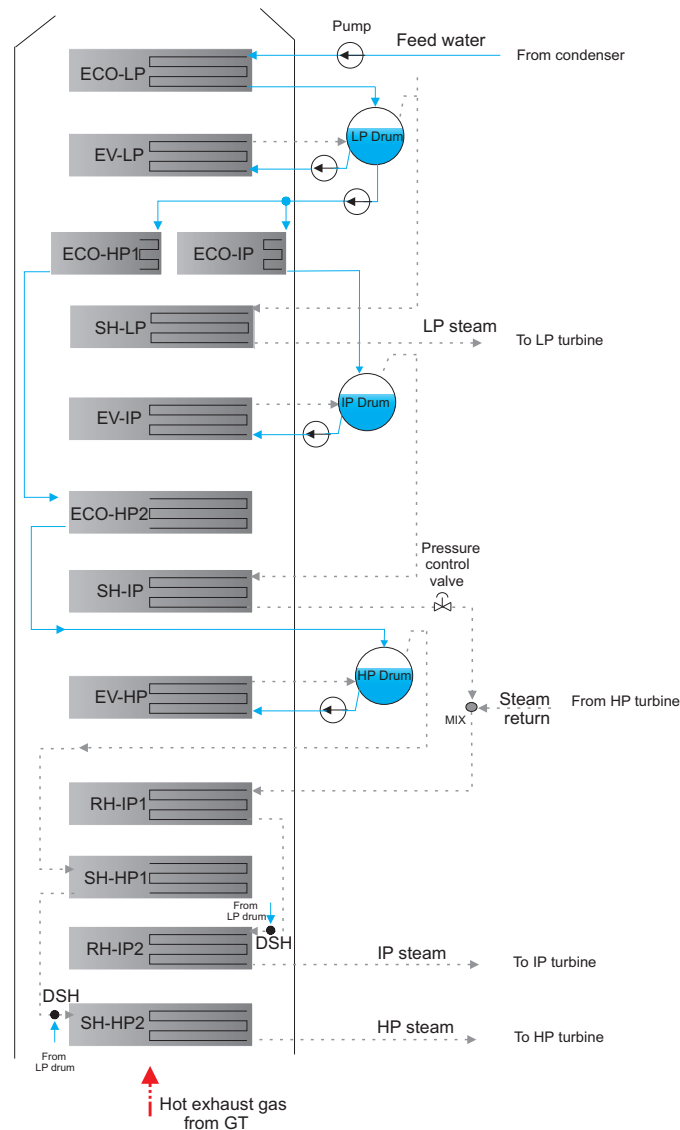 Pump
Feed water
From condenser
ECO-LP
LP Drum
EV-LP
ECO-HP1
ECO-IP
SH-LP
LP steam
To LP turbine
IP Drum
EV-IP
ECO-HP2
Pressure
control
valve
SH-IP
HP Drum
EV-HP
MIX
Steam
return
From HP turbine
RH-IP1
SH-HP1
From
LP drum
DSH
RH-IP2
IP steam
To IP turbine
DSH
SH-HP2
From
LP drum
HP steam
To HP turbine
Hot exhaust gas
from GT